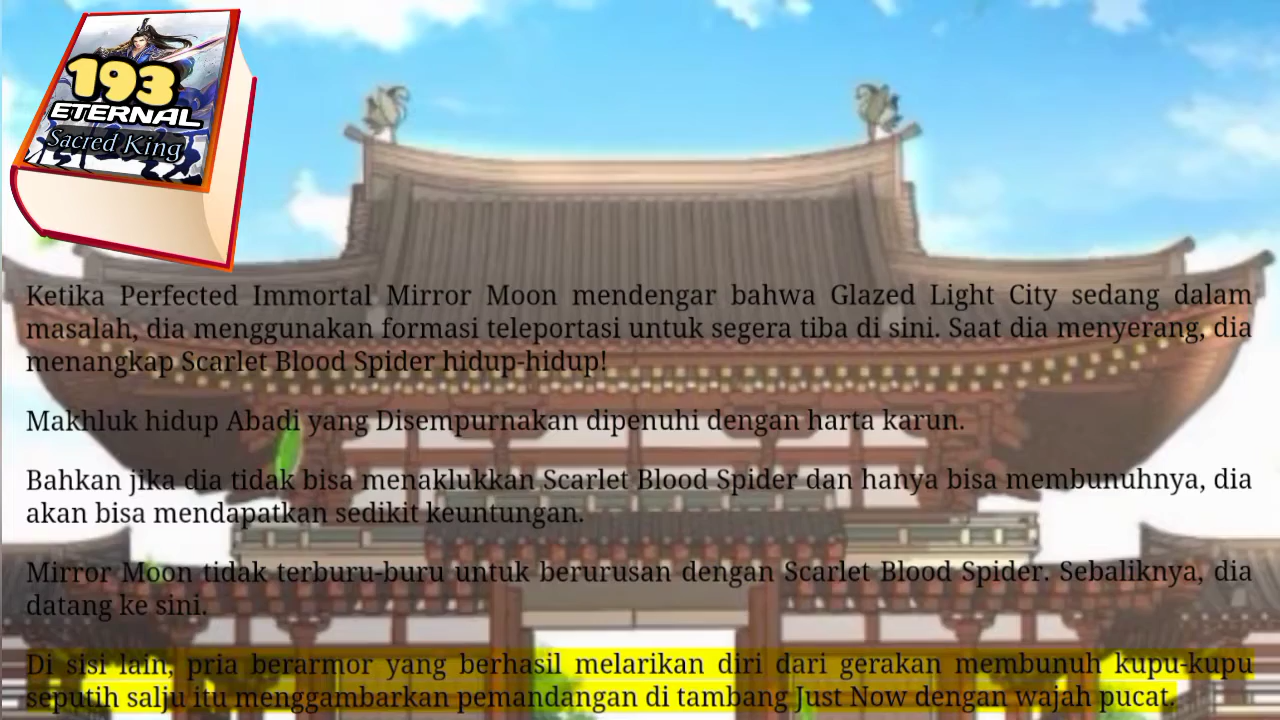 193
ETERNAL
Sacred King
Ketika Perfected Immortal Mirror Moon mendengar bahwa Glazed Light City sedang dalam
masalah, dia menggunakan formasi teleportasi untuk segera tiba di sini. Saat dia menyerang, dia
menangkap Scarlet Blood Spider hidup-hidup!
Makhluk hidup Abadi yang Disempurnakan dipenuhi dengan harta karun.
Bahkan jika dia tidak bisa menaklukkan Scarlet Blood Spider dan hanya bisa membunuhnya, dia
akan bisa mendapatkan sedikit keuntungan.
Mirror Moon tidak terburu-buru untuk berurusan dengan Scarlet Blood Spider. Sebaliknya, dia
datang ke sini.
Di sisi lain, pria berarmor yang berhasil melarikan diri dari gerakan membunuh kupu-kupu
seputih salju itu menggambarkan pemandangan di tambang Just Now dengan wajah pucat.